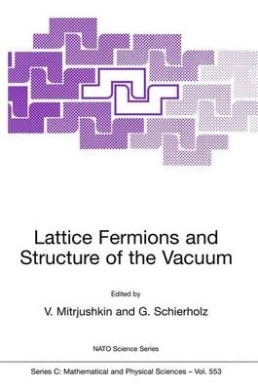 Lattice Fermions and
Structure of the Vacuum
Edited by
V. Mitrjushkin and G. Schierholz
NATO Science Series
Series C: Mathematical and Physical Sciences – Vol. 553